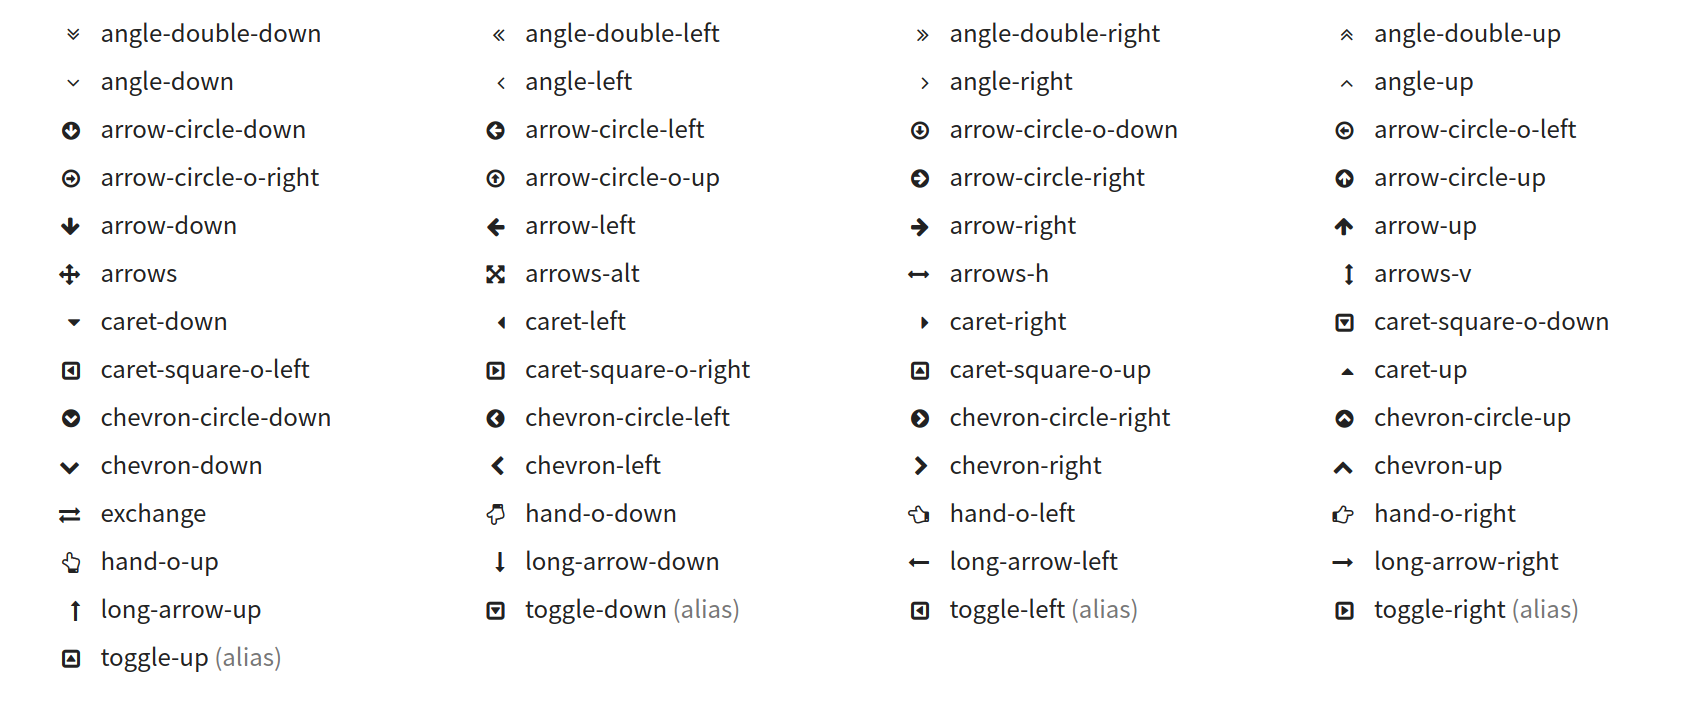 angle-double-down angle-double-left angle-double-right angle-double-up
angle-down angle-left angle-right angle-up
arrow-circle-down arrow-circle-left arrow-circle-o-down arrow-circle-o-left
arrow-circle-o-right arrow-circle-o-up arrow-circle-right arrow-circle-up
arrow-down arrow-left arrow-right arrow-up
arrows arrows-alt arrows-h arrows-v
caret-down caret-left caret-right caret-square-o-down
caret-square-o-left caret-square-o-right caret-square-o-up caret-up
chevron-circle-down chevron-circle-left chevron-circle-right chevron-circle-up
chevron-down chevron-left chevron-right chevron-up
exchange hand-o-down hand-o-left hand-o-right
hand-o-up long-arrow-down long-arrow-left long-arrow-right
long-arrow-up toggle-down (alias) toggle-left (alias) toggle-right (alias)
toggle-up (alias)